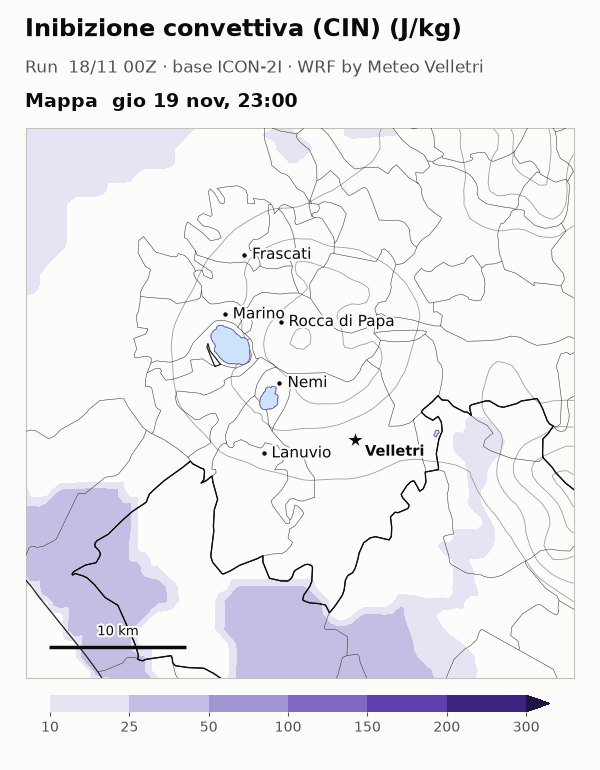 Inibizione convettiva (CIN) (J/kg)
Run  18/11 00Z · base ICON-2I · WRF by Meteo Velletri
Mappa  gio 19 nov, 23:00
Frascati
Marino
Rocca di Papa
Nemi
Velletri
Lanuvio
10 km
10 25 50 100 150 200 300